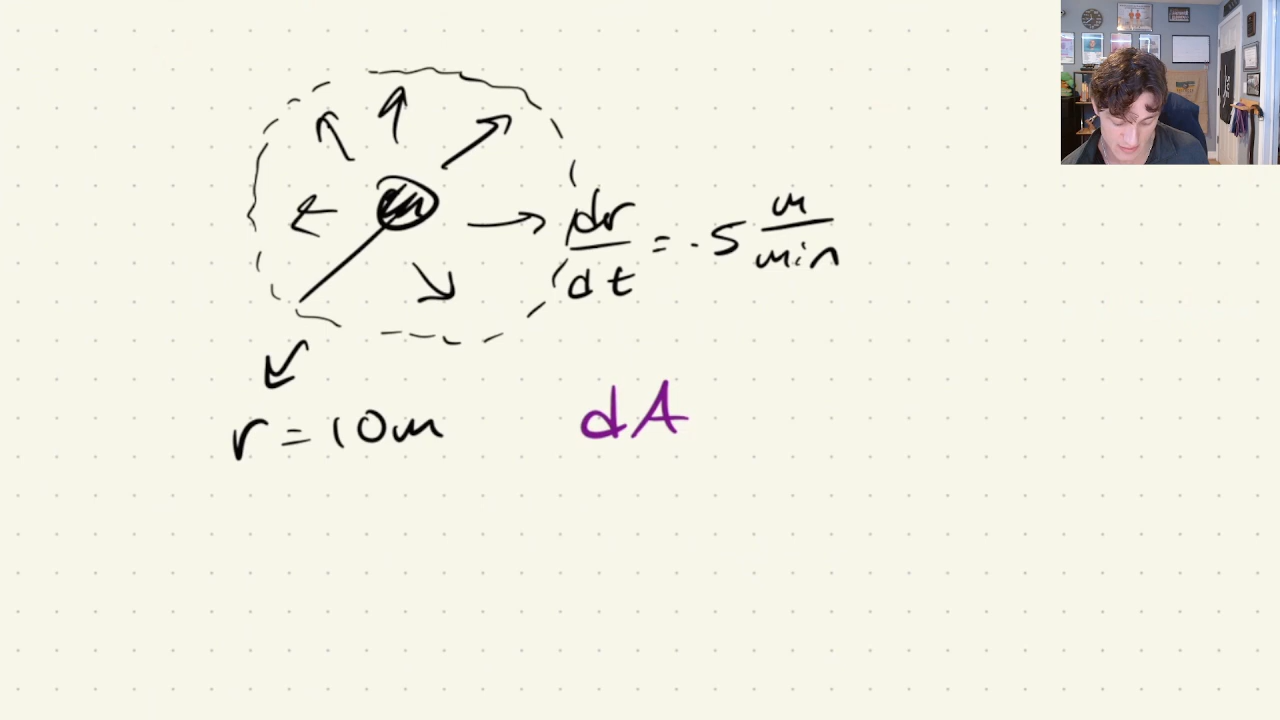 dr/dt = .5 m/min
r = 10m
dA